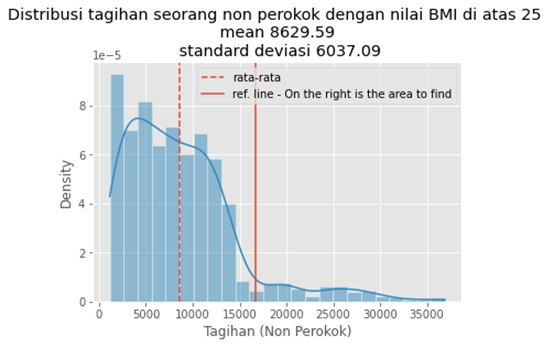 Distribusi tagihan seorang non perokok dengan nilai BMI di atas 25
mean 8629.59
standard deviasi 6037.09
1e−5
rata-rata
ref. line - On the right is the area to find
8
6
4
2
0
Density
0 5000 10000 15000 20000 25000 30000 35000
Tagihan (Non Perokok)